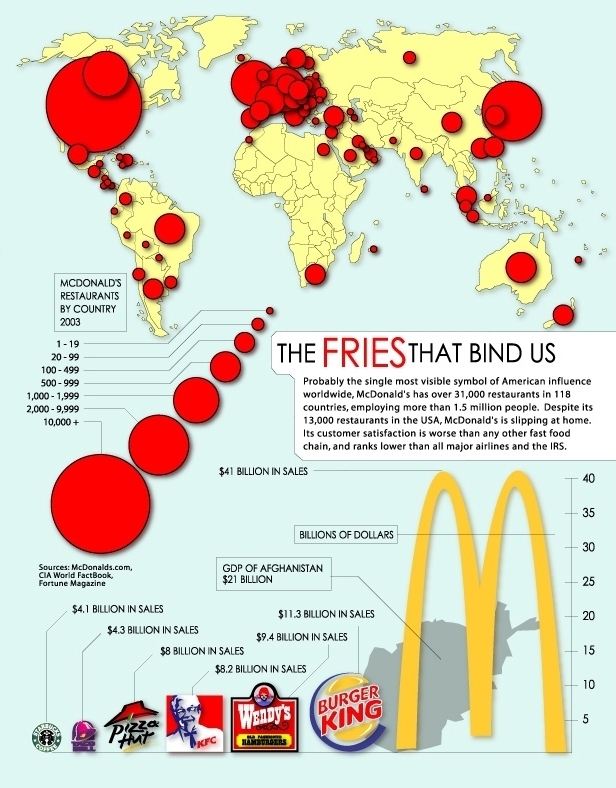 MCDONALD'S
RESTAURANTS
BY COUNTRY
2003
1 - 19
20 - 99
100 - 499
500 - 999
1,000 - 1,999
2,000 - 9,999
10,000 +
THE FRIES THAT BIND US
Probably the single most visible symbol of American influence
worldwide, McDonald's has over 31,000 restaurants in 118
countries, employing more than 1.5 million people. Despite its
13,000 restaurants in the USA, McDonald's is slipping at home.
Its customer satisfaction is worse than any other fast food
chain, and ranks lower than all major airlines and the IRS.
$41 BILLION IN SALES
40
35
BILLIONS OF DOLLARS
30
25
20
15
10
5
Sources: McDonalds.com,
CIA World FactBook,
Fortune Magazine
GDP OF AFGHANISTAN
$21 BILLION
$4.1 BILLION IN SALES
$4.3 BILLION IN SALES
$8 BILLION IN SALES
$8.2 BILLION IN SALES
$9.4 BILLION IN SALES
$11.3 BILLION IN SALES
Pizza
Hut
KFC
WENDY'S
OLD FASHIONED
HAMBURGERS
BURGER
KING